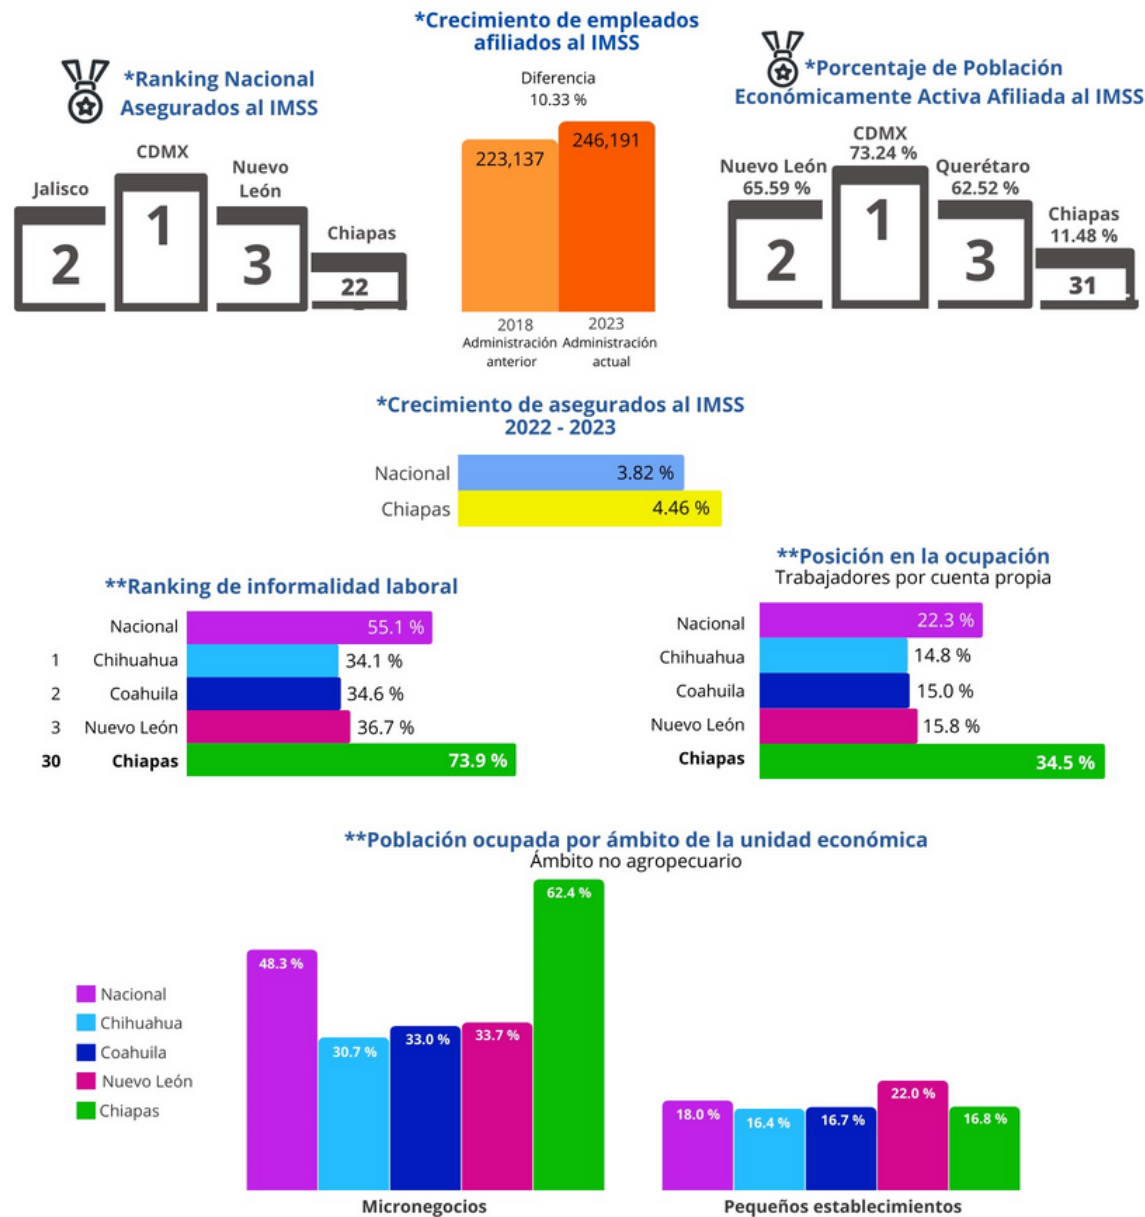 *Ranking Nacional
Asegurados al IMSS
Jalisco
2
CDMX
1
Nuevo
León
3
Chiapas
22
*Crecimiento de empleados
afiliados al IMSS
Diferencia
10.33 %
223,137
246,191
2018
Administración
anterior
2023
Administración
actual
*Porcentaje de Población
Económicamente Activa Afiliada al IMSS
Nuevo León
65.59 %
2
CDMX
73.24 %
1
Querétaro
62.52 %
3
Chiapas
11.48 %
31
*Crecimiento de asegurados al IMSS
2022 - 2023
Nacional 3.82 %
Chiapas 4.46 %
**Ranking de informalidad laboral
Nacional 55.1 %
1 Chihuahua 34.1 %
2 Coahuila 34.6 %
3 Nuevo León 36.7 %
30 Chiapas 73.9 %
**Posición en la ocupación
Trabajadores por cuenta propia
Nacional 22.3 %
Chihuahua 14.8 %
Coahuila 15.0 %
Nuevo León 15.8 %
Chiapas 34.5 %
**Población ocupada por ámbito de la unidad económica
Ámbito no agropecuario
Nacional
Chihuahua
Coahuila
Nuevo León
Chiapas
48.3 %
30.7 %
33.0 %
33.7 %
62.4 %
Micronegocios
18.0 %
16.4 %
16.7 %
22.0 %
16.8 %
Pequeños establecimientos